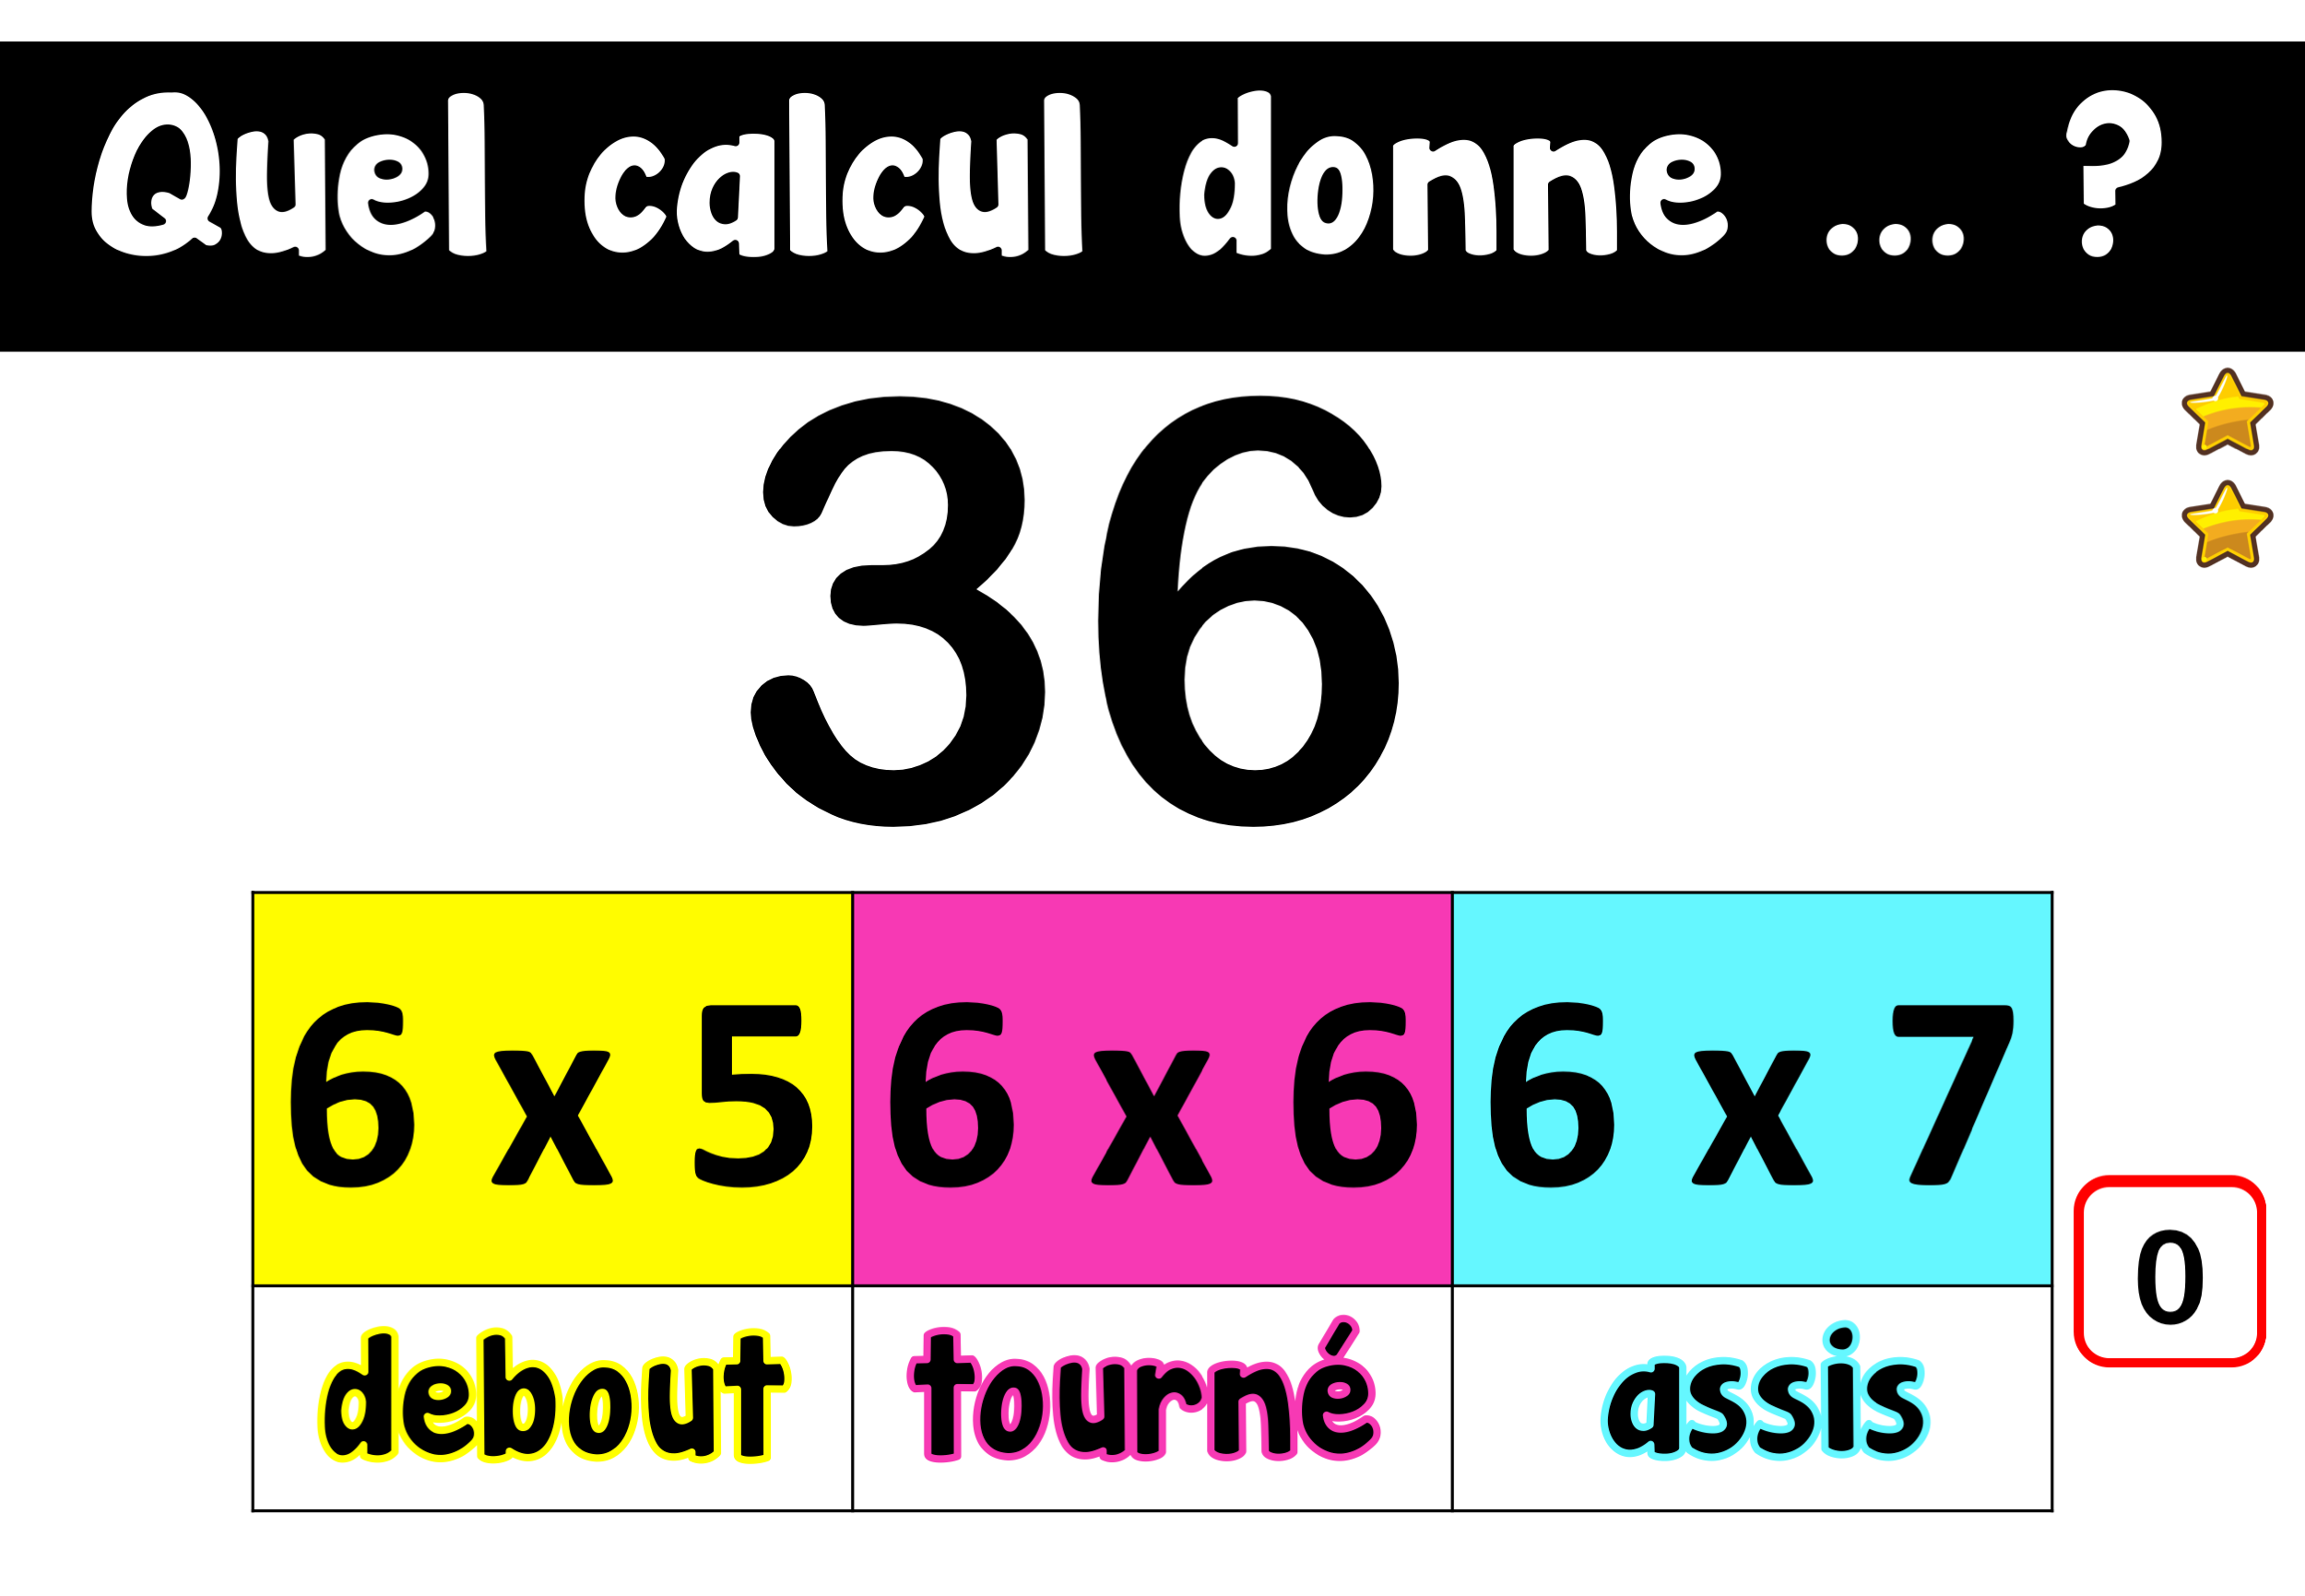 Quel calcul donne ... ?
36
6 x 5 6 x 6 6 x 7
0
debout tourné assis